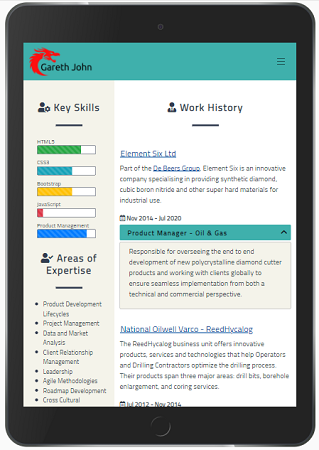 Gareth John
Key Skills
HTML5
CSS3
Bootstrap
JavaScript
Product Management
Areas of
Expertise
Product Development
Lifecycles
Project Management
Data and Market
Analysis
Client Relationship
Management
Leadership
Agile Methodologies
Roadmap Development
Cross Cultural
Work History
Element Six Ltd
Part of the De Beers Group, Element Six is an innovative
company specialising in providing synthetic diamond,
cubic boron nitride and other super hard materials for
industrial use.
Nov 2014 - Jul 2020
Product Manager - Oil & Gas
Responsible for overseeing the end to end
development of new polycrystalline diamond cutter
products and working with clients globally to
ensure seamless implementation from both a
technical and commercial perspective.
National Oilwell Varco - ReedHycalog
The ReedHycalog business unit offers innovative
products, services and technologies that help Operators
and Drilling Contractors optimize the drilling process.
Their products span three major areas: drill bits, borehole
enlargement, and coring services.
Jul 2012 - Nov 2014